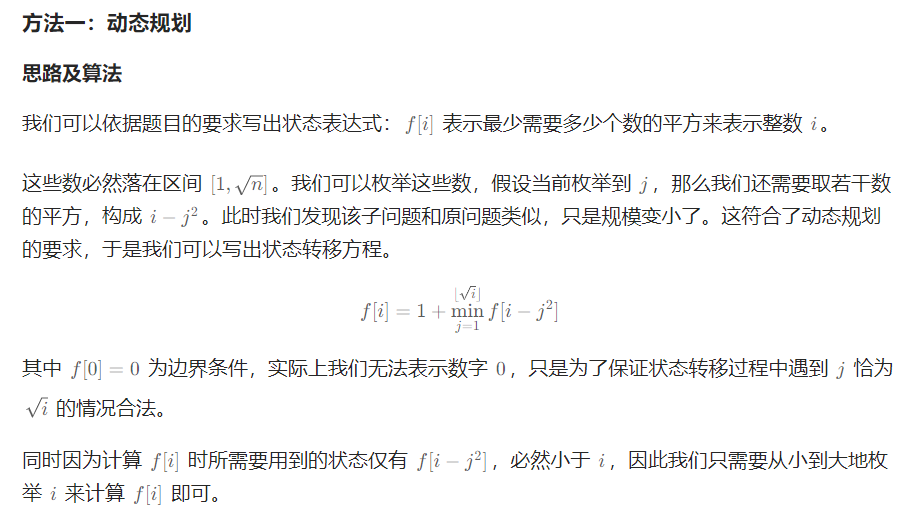 方法一：动态规划
思路及算法
我们可以依据题目的要求写出状态表达式：f[i] 表示最少需要多少个数的平方来表示整数 i。
这些数必然落在区间 [1,√n]。我们可以枚举这些数，假设当前枚举到 j，那么我们还需要取若干数
的平方，构成 i − j²。此时我们发现该子问题和原问题类似，只是规模变小了。这符合了动态规划
的要求，于是我们可以写出状态转移方程。
f[i] = 1 + min_{j=1}^{⌊√i⌋} f[i − j²]
其中 f[0] = 0 为边界条件，实际上我们无法表示数字 0，只是为了保证状态转移过程中遇到 j 恰为
√i 的情况合法。
同时因为计算 f[i] 时所需要用到的状态仅有 f[i − j²]，必然小于 i，因此我们只需要从小到大地枚
举 i 来计算 f[i] 即可。